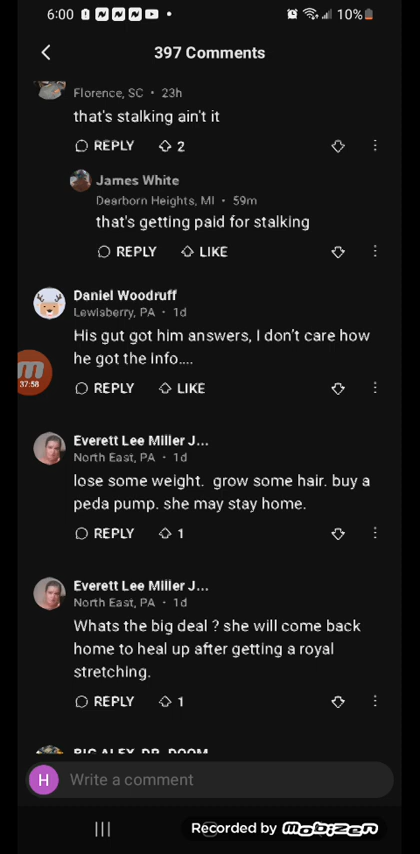 6:00
10%
397 Comments
Florence, SC • 23h
that's stalking ain't it
REPLY 2
James White
Dearborn Heights, MI • 59m
that's getting paid for stalking
REPLY LIKE
Daniel Woodruff
Lewisberry, PA • 1d
His gut got him answers, I don't care how
he got the info....
REPLY LIKE
37:58
Everett Lee Miller J...
North East, PA • 1d
lose some weight. grow some hair. buy a
peda pump. she may stay home.
REPLY 1
Everett Lee Miller J...
North East, PA • 1d
Whats the big deal ? she will come back
home to heal up after getting a royal
stretching.
REPLY 1
BIG ALEX DR. DOOM
H Write a comment
Recorded by Mobizen